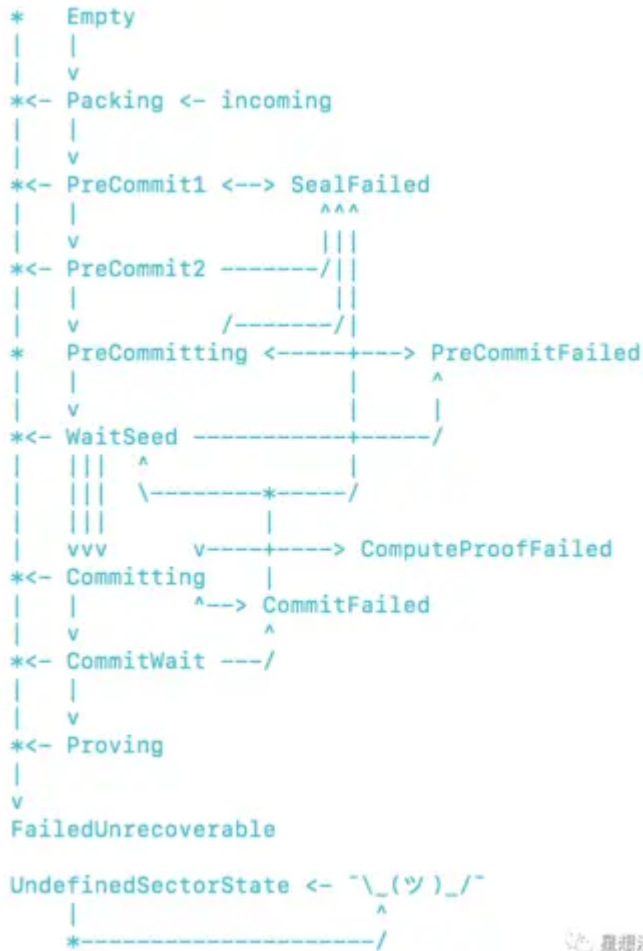 *   Empty
|   |
|   v
*<- Packing <- incoming
|   |
|   v
*<- PreCommit1 <--> SealFailed
|   |                 ^^^
|   v                 |||
*<- PreCommit2 -------/||
|   |                  ||
|   v          /-------/|
*   PreCommitting <-----+---> PreCommitFailed
|   |                   |     ^
|   v                   |     |
*<- WaitSeed -----------+-----/
|   |||  ^              |
|   |||  \--------*-----/
|   |||           |
|   vvv      v----+----> ComputeProofFailed
*<- Committing    |
|   |        ^--> CommitFailed
|   v             ^
*<- CommitWait ---/
|   |
|   v
*<- Proving
|
v
FailedUnrecoverable
UndefinedSectorState <- ¯\_(ツ)_/¯
    |                     ^
    *---------------------/